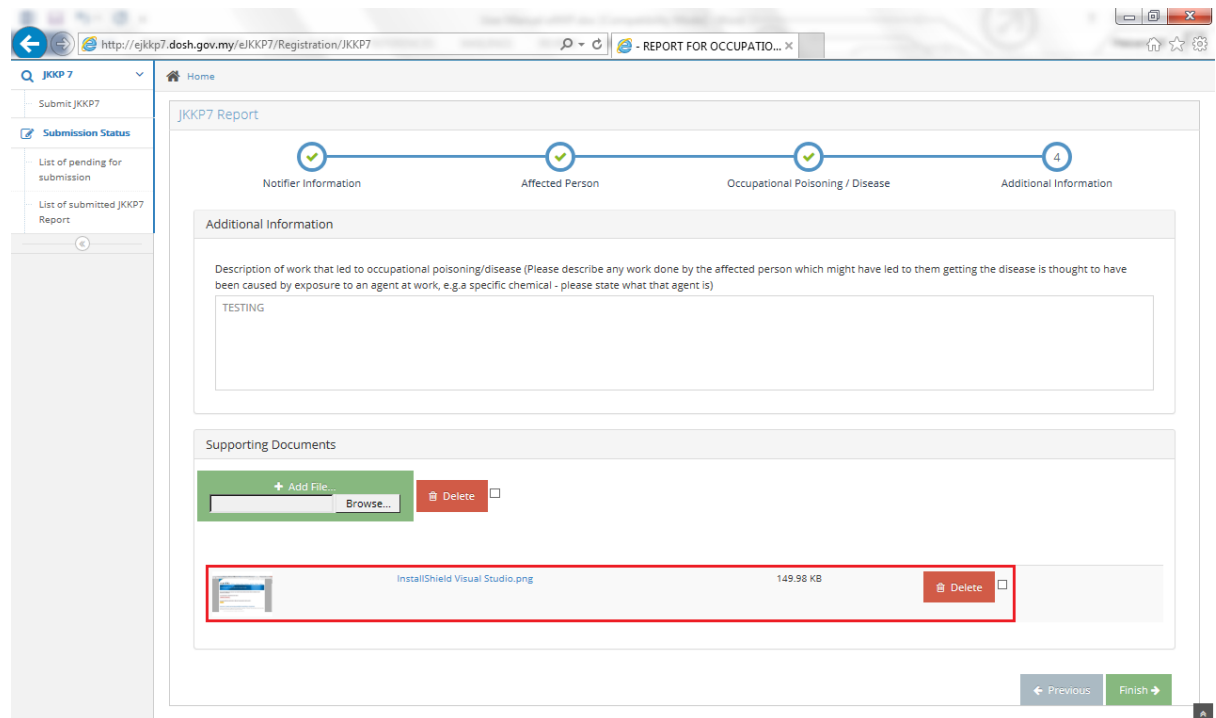 http://ejkkp7.dosh.gov.my/eJKKP7/Registration/JKKP7
- REPORT FOR OCCUPATIO...
JKKP 7
Submit JKKP7
Submission Status
List of pending for
submission
List of submitted JKKP7
Report
Home
JKKP7 Report
4
Notifier Information
Affected Person
Occupational Poisoning / Disease
Additional Information
Additional Information
Description of work that led to occupational poisoning/disease (Please describe any work done by the affected person which might have led to them getting the disease is thought to have
been caused by exposure to an agent at work, e.g.a specific chemical - please state what that agent is)
TESTING
Supporting Documents
Add File...
Browse...
Delete
InstallShield Visual Studio.png
149.98 KB
Delete
Previous
Finish